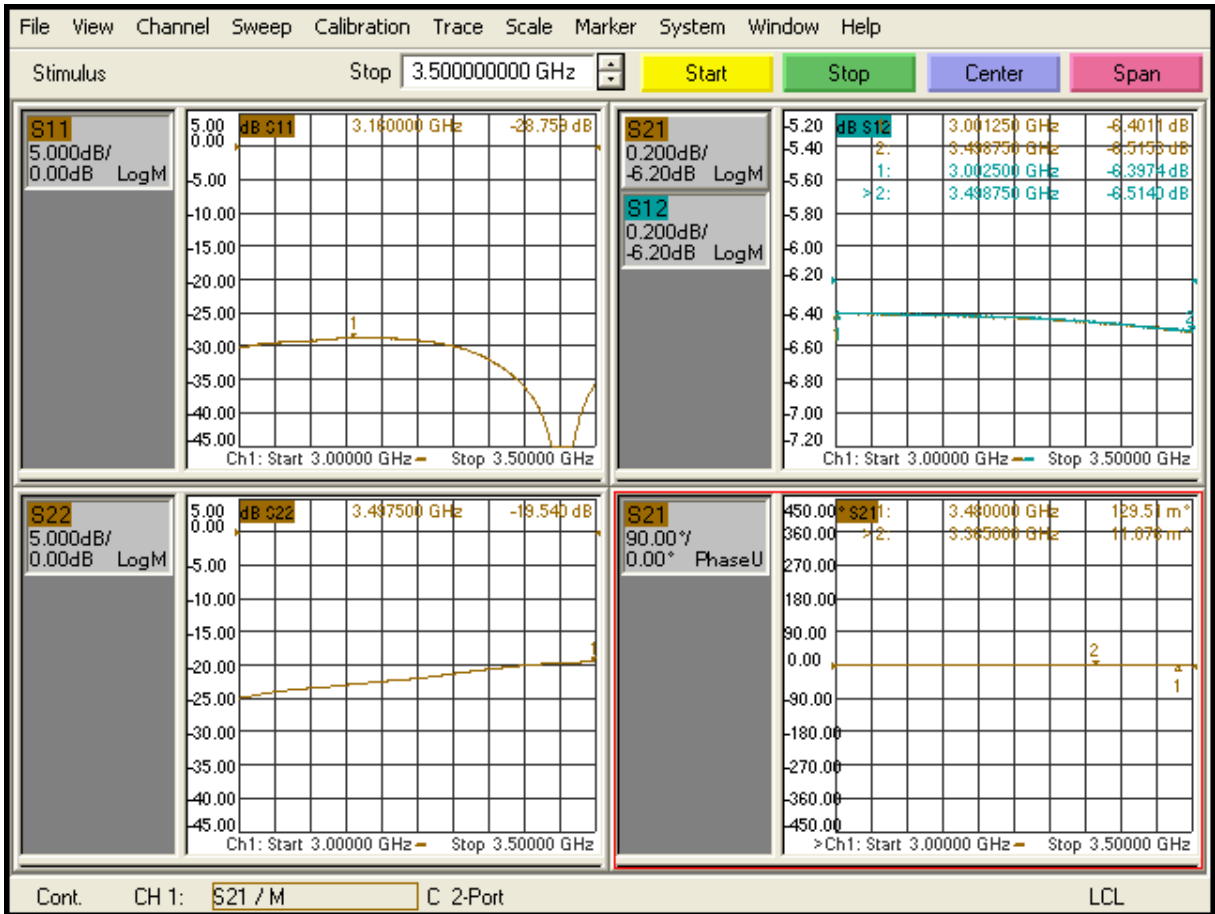 File View Channel Sweep Calibration Trace Scale Marker System Window Help
Stimulus Stop 3.500000000 GHz Start Stop Center Span
S11
5.000dB/
0.00dB LogM
dB S11 3.160000 GHz -28.759 dB
5.00
0.00
-5.00
-10.00
-15.00
-20.00
-25.00
-30.00
-35.00
-40.00
-45.00
1
Ch1: Start 3.00000 GHz Stop 3.50000 GHz
S21
0.200dB/
-6.20dB LogM
S12
0.200dB/
-6.20dB LogM
dB S12 3.001250 GHz -6.4011 dB
2: 3.498750 GHz -6.5153 dB
1: 3.002500 GHz -6.3974 dB
>2: 3.498750 GHz -6.5140 dB
-5.20
-5.40
-5.60
-5.80
-6.00
-6.20
-6.40
-6.60
-6.80
-7.00
-7.20
1
2
Ch1: Start 3.00000 GHz Stop 3.50000 GHz
S22
5.000dB/
0.00dB LogM
dB S22 3.497500 GHz -19.540 dB
5.00
0.00
-5.00
-10.00
-15.00
-20.00
-25.00
-30.00
-35.00
-40.00
-45.00
1
Ch1: Start 3.00000 GHz Stop 3.50000 GHz
S21
90.00°/
0.00° PhaseU
° S21 1: 3.480000 GHz 129.51 m°
>2: 3.365000 GHz 11.078 m°
450.00
360.00
270.00
180.00
90.00
0.00
-90.00
-180.00
-270.00
-360.00
-450.00
2
1
>Ch1: Start 3.00000 GHz Stop 3.50000 GHz
Cont. CH 1: S21 / M C 2-Port LCL